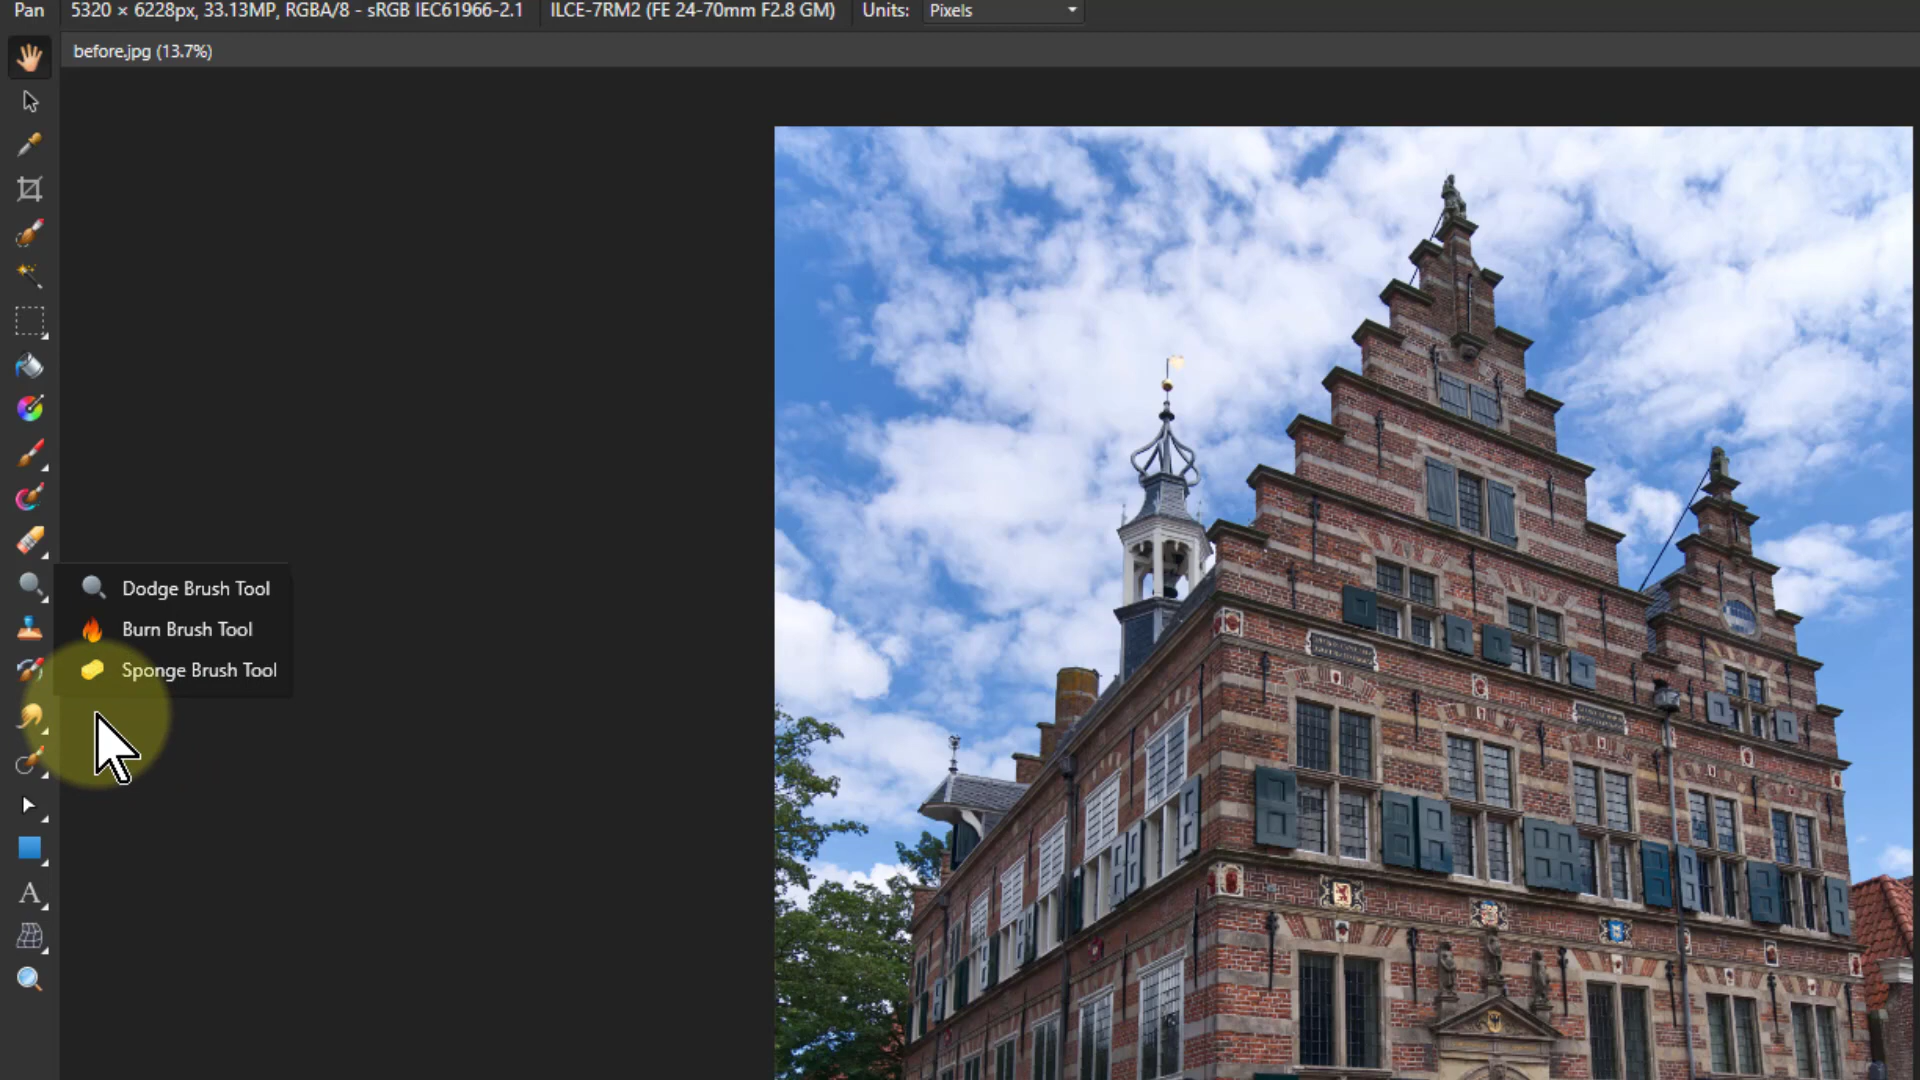 Pan 5320 × 6228px, 33.13MP, RGBA/8 - sRGB IEC61966-2.1 ILCE-7RM2 (FE 24-70mm F2.8 GM) Units: Pixels
before.jpg (13.7%)
Dodge Brush Tool
Burn Brush Tool
Sponge Brush Tool
A